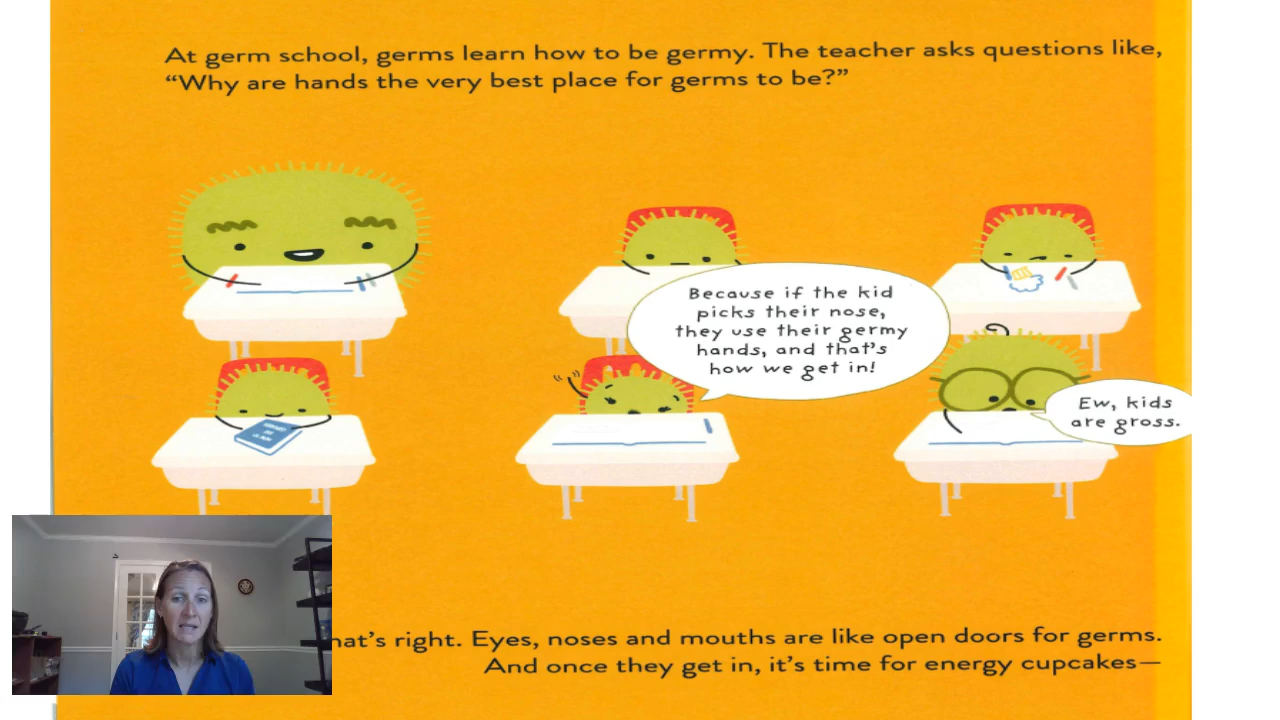 At germ school, germs learn how to be germy. The teacher asks questions like,
“Why are hands the very best place for germs to be?”
Because if the kid
picks their nose,
they use their germy
hands, and that’s
how we get in!
Ew, kids
are gross.
hat’s right. Eyes, noses and mouths are like open doors for germs.
And once they get in, it’s time for energy cupcakes—